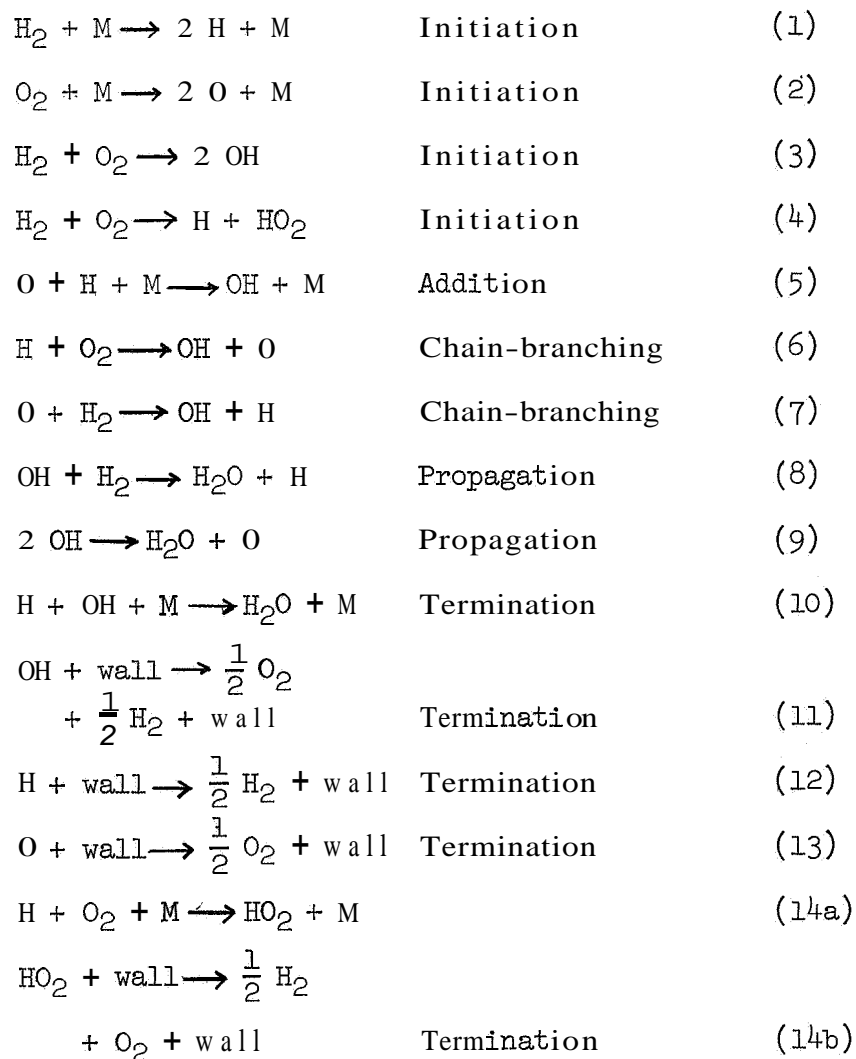 H₂ + M → 2 H + M Initiation (1)
O₂ + M → 2 O + M Initiation (2)
H₂ + O₂ → 2 OH Initiation (3)
H₂ + O₂ → H + HO₂ Initiation (4)
O + H + M → OH + M Addition (5)
H + O₂ → OH + O Chain-branching (6)
O + H₂ → OH + H Chain-branching (7)
OH + H₂ → H₂O + H Propagation (8)
2 OH → H₂O + O Propagation (9)
H + OH + M → H₂O + M Termination (10)
OH + wall → 1/2 O₂
+ 1/2 H₂ + wall Termination (11)
H + wall → 1/2 H₂ + wall Termination (12)
O + wall → 1/2 O₂ + wall Termination (13)
H + O₂ + M → HO₂ + M (14a)
HO₂ + wall → 1/2 H₂
+ O₂ + wall Termination (14b)